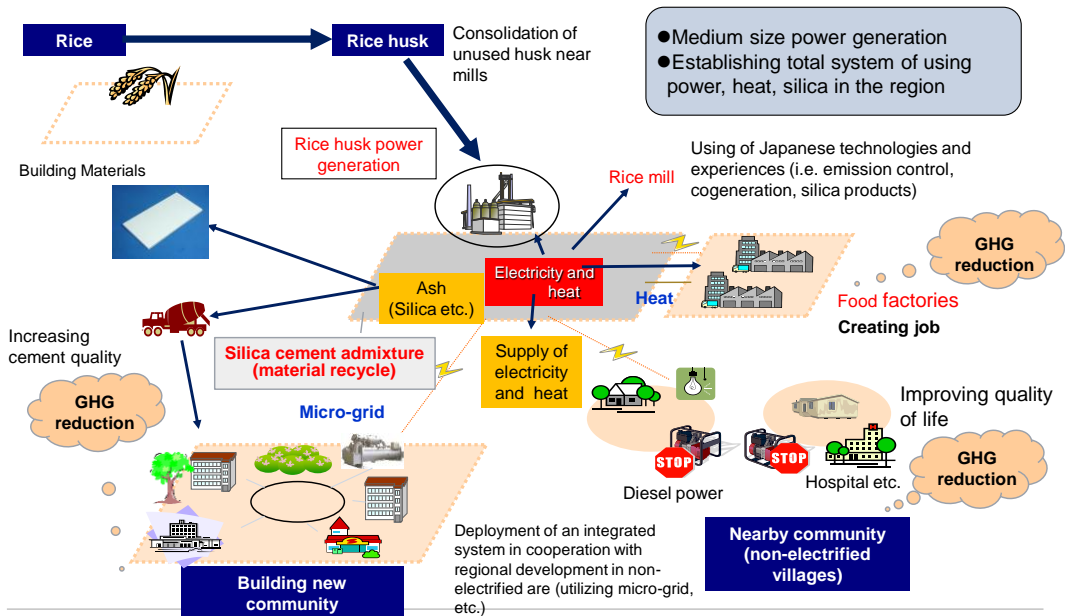 Rice
Rice husk
Consolidation of
unused husk near
mills
●Medium size power generation
●Establishing total system of using
power, heat, silica in the region
Rice husk power
generation
Building Materials
Rice mill
Using of Japanese technologies and
experiences (i.e. emission control,
cogeneration, silica products)
GHG
reduction
Electricity and
heat
Ash
(Silica etc.)
Heat
Food factories
Creating job
Increasing
cement quality
Silica cement admixture
(material recycle)
Supply of
electricity
and heat
GHG
reduction
Micro-grid
Improving quality
of life
STOP
STOP
Diesel power
Hospital etc.
GHG
reduction
Deployment of an integrated
system in cooperation with
regional development in non-
electrified are (utilizing micro-grid,
etc.)
Nearby community
(non-electrified
villages)
Building new
community